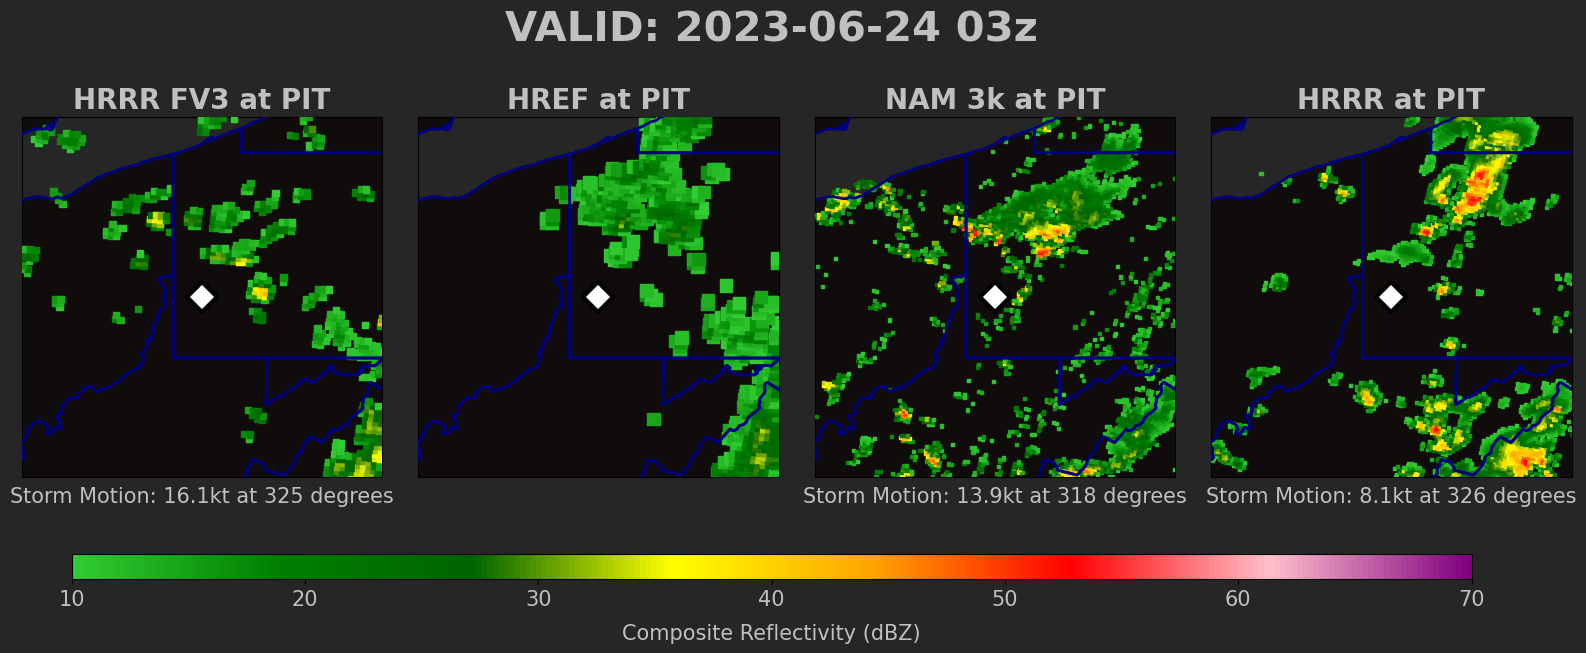 VALID: 2023-06-24 03z
HRRR FV3 at PIT
HREF at PIT
NAM 3k at PIT
HRRR at PIT
Storm Motion: 16.1kt at 325 degrees
Storm Motion: 13.9kt at 318 degrees
Storm Motion: 8.1kt at 326 degrees
10 20 30 40 50 60 70
Composite Reflectivity (dBZ)